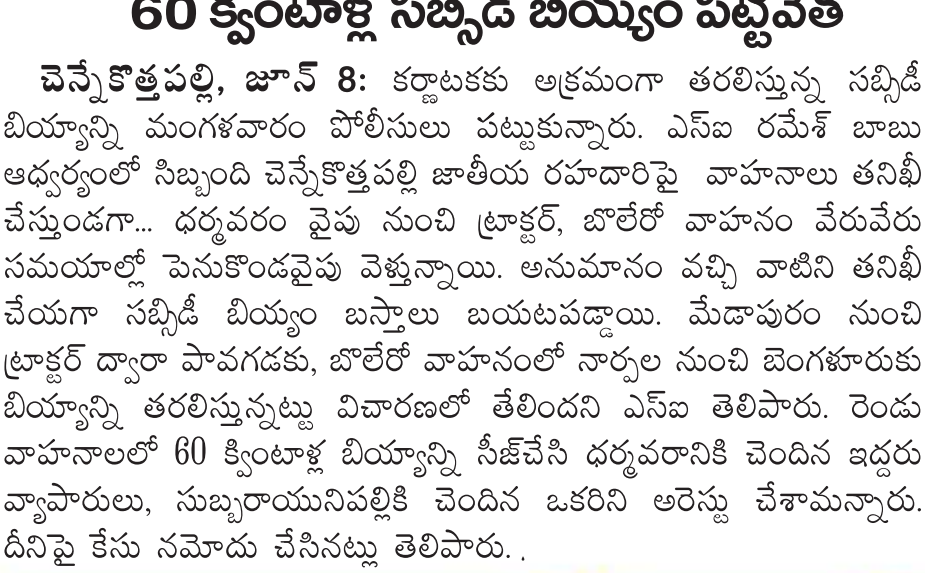 60 క్వింటాళ్ల సబ్సిడీ బియ్యం పట్టివేత
చెన్నేకొత్తపల్లి, జూన్ 8: కర్ణాటకకు అక్రమంగా తరలిస్తున్న సబ్సిడీ
బియ్యాన్ని మంగళవారం పోలీసులు పట్టుకున్నారు. ఎస్ఐ రమేశ్ బాబు
ఆధ్వర్యంలో సిబ్బంది చెన్నేకొత్తపల్లి జాతీయ రహదారిపై వాహనాలు తనిఖీ
చేస్తుండగా... ధర్మవరం వైపు నుంచి ట్రాక్టర్, బొలేరో వాహనం వేరువేరు
సమయాల్లో పెనుకొండవైపు వెళ్తున్నాయి. అనుమానం వచ్చి వాటిని తనిఖీ
చేయగా సబ్సిడీ బియ్యం బస్తాలు బయటపడ్డాయి. మేడాపురం నుంచి
ట్రాక్టర్ ద్వారా పావగడకు, బొలేరో వాహనంలో నార్పల నుంచి బెంగళూరుకు
బియ్యాన్ని తరలిస్తున్నట్టు విచారణలో తేలిందని ఎస్ఐ తెలిపారు. రెండు
వాహనాలలో 60 క్వింటాళ్ల బియ్యాన్ని సీజ్‌చేసి ధర్మవరానికి చెందిన ఇద్దరు
వ్యాపారులు, సుబ్బరాయునిపల్లికి చెందిన ఒకరిని అరెస్టు చేశామన్నారు.
దీనిపై కేసు నమోదు చేసినట్లు తెలిపారు. .